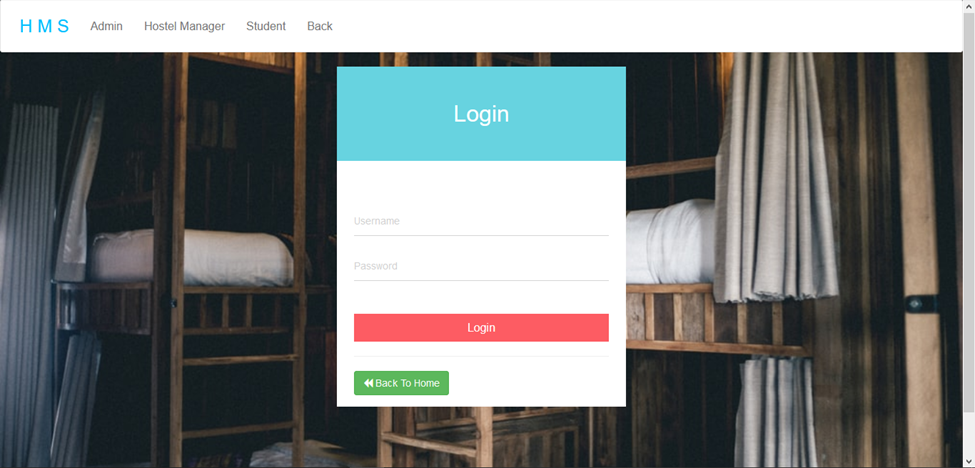 H M S Admin Hostel Manager Student Back
Login
Username
Password
Login
Back To Home